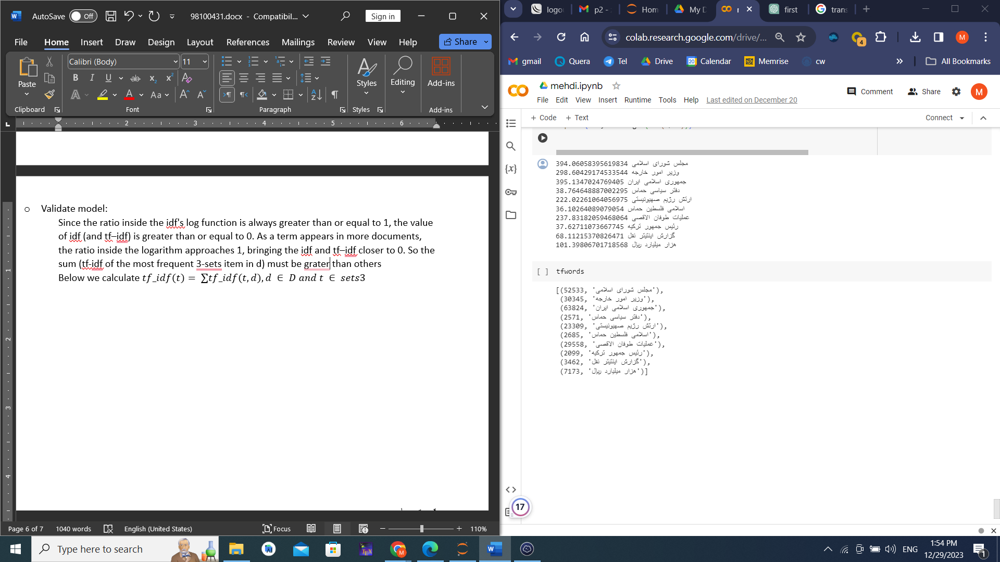 AutoSave Off 98100431.docx - Compatibil... Sign in
File Home Insert Draw Design Layout References Mailings Review View Help Share
Calibri (Body) 11
Paste Styles Editing Add-ins
Clipboard Font Paragraph Styles Add-ins
2 3 4 5 6
Validate model:
Since the ratio inside the idf's log function is always greater than or equal to 1, the value
of idf (and tf–idf) is greater than or equal to 0. As a term appears in more documents,
the ratio inside the logarithm approaches 1, bringing the idf and tf–idf closer to 0. So the
sum (tf-idf of the most frequent 3-sets item in d) must be grater than others
Below we calculate tf_idf(t) = ∑tf_idf(t, d), d ∈ D and t ∈ sets3
1
2
3
4
Page 6 of 7 1040 words English (United States) Focus 110%
logo p2 - Hom My D first trans
colab.research.google.com/drive/... 4 M
gmail Quera Tel Drive Calendar Memrise cw All Bookmarks
mehdi.ipynb
File Edit View Insert Runtime Tools Help Last edited on December 20
Comment Share M
+ Code + Text Connect
394.06058395619834 مجلس شورای اسلامی
298.60429174533544 وزیر امور خارجه
395.1347024769405 جمهوری اسلامی ایران
38.764648887002295 دفتر سیاسی حماس
222.02261064056975 ارتش رژیم صهیونیستی
36.10264089079054 اسلامی فلسطین حماس
237.83182059468064 عملیات طوفان الاقصی
37.62711073667745 رئیس جمهور ترکیه
68.11215370826471 گزارش اینتیتر نقل
101.39806701718568 هزار میلیارد ریال
[ ] tfwords
[(52533, 'مجلس شورای اسلامی'),
(30345, 'وزیر امور خارجه'),
(63824, 'جمهوری اسلامی ایران'),
(2571, 'دفتر سیاسی حماس'),
(23309, 'ارتش رژیم صهیونیستی'),
(2685, 'اسلامی فلسطین حماس'),
(29558, 'عملیات طوفان الاقصی'),
(2099, 'رئیس جمهور ترکیه'),
(3462, 'گزارش اینتیتر نقل'),
(7173, 'هزار میلیارد ریال')]
17
Type here to search
ENG
1:54 PM
12/29/2023
1